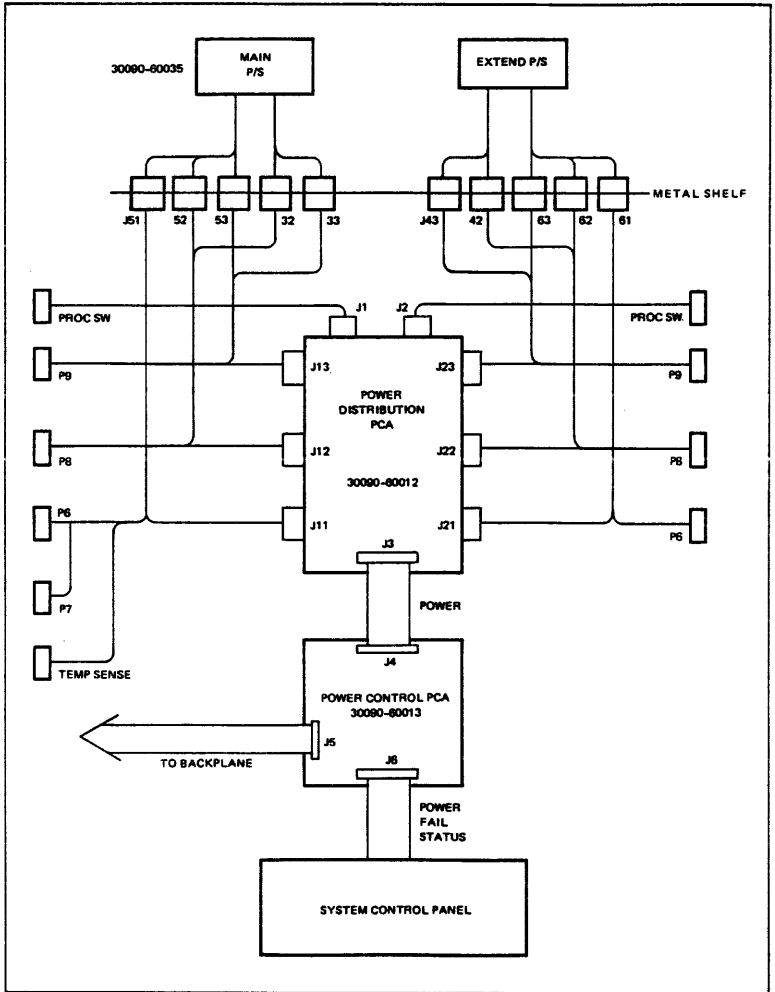 MAIN
P/S
30090-60035
EXTEND P/S
METAL SHELF
J51
52
53
32
33
J43
42
63
62
61
PROC SW
J1
J2
PROC SW.
P9
J13
J23
P9
POWER
DISTRIBUTION
PCA
P8
J12
J22
P8
30090-60012
P6
J11
J21
P6
J3
P7
POWER
TEMP SENSE
J4
POWER CONTROL PCA
30090-60013
J5
TO BACKPLANE
J6
POWER
FAIL
STATUS
SYSTEM CONTROL PANEL